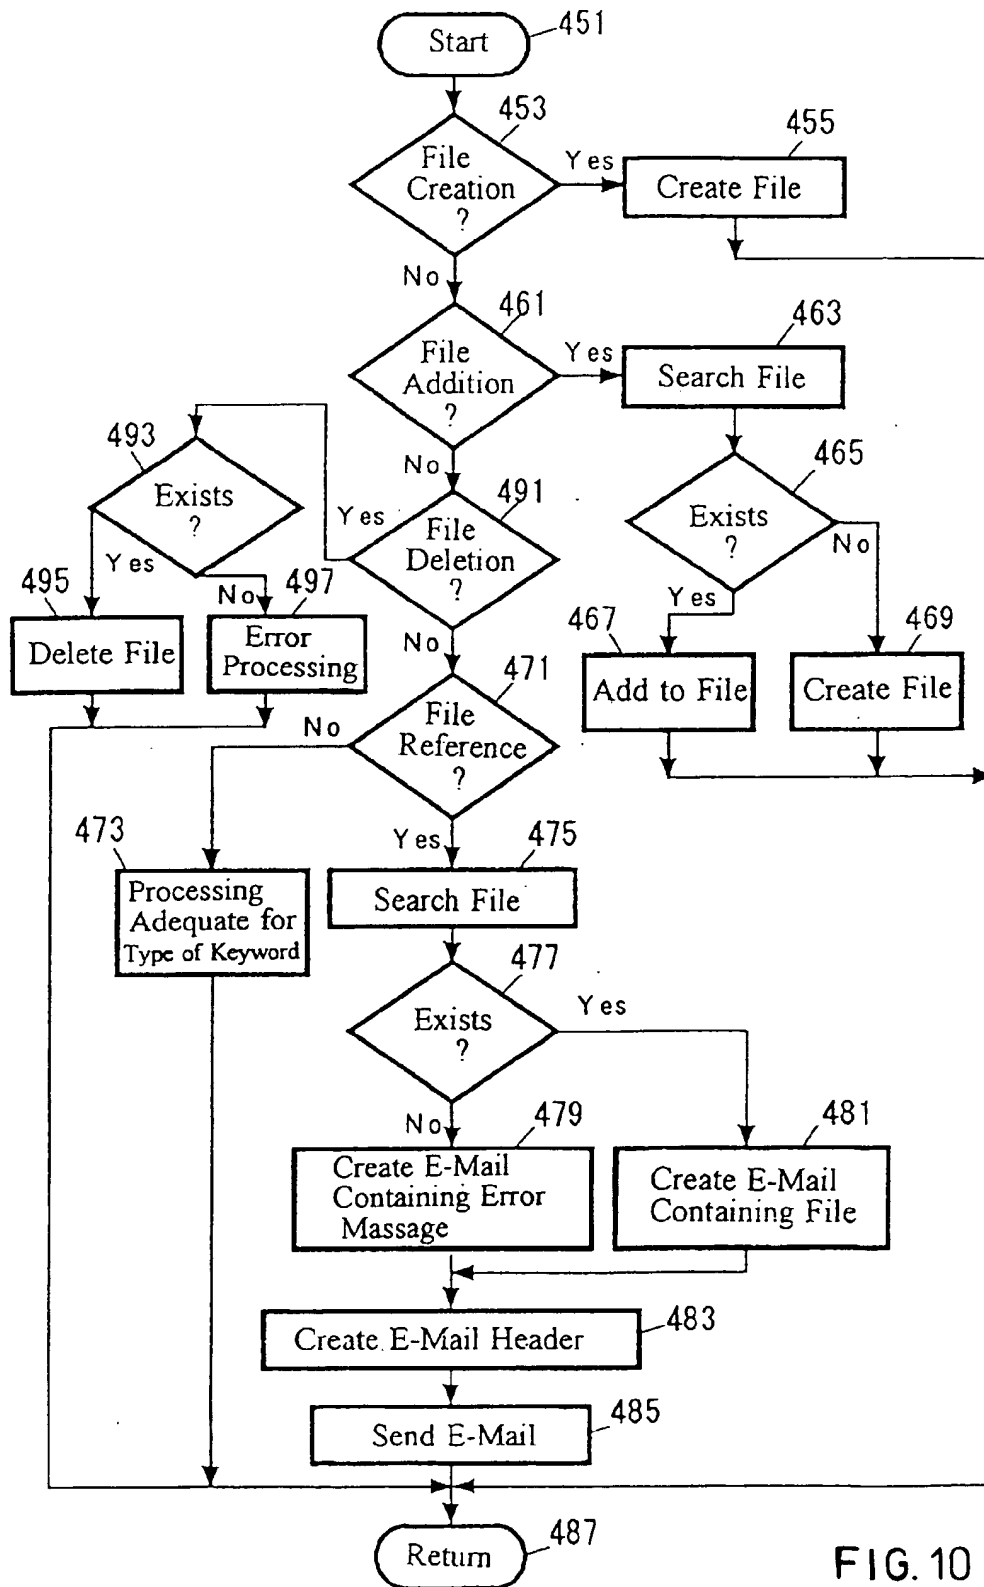 Start
451
453
File
Creation
?
Yes
455
Create File
No
461
File
Addition
?
Yes
463
Search File
No
493
Exists
?
Yes
No
491
File
Deletion
?
Yes
465
Exists
?
No
Yes
495
Delete File
497
Error
Processing
No
467
Add to File
469
Create File
471
File
Reference
?
No
Yes
473
Processing
Adequate for
Type of Keyword
475
Search File
477
Exists
?
Yes
No
479
Create E-Mail
Containing Error
Massage
481
Create E-Mail
Containing File
Create E-Mail Header
483
Send E-Mail
485
Return
487
FIG. 10